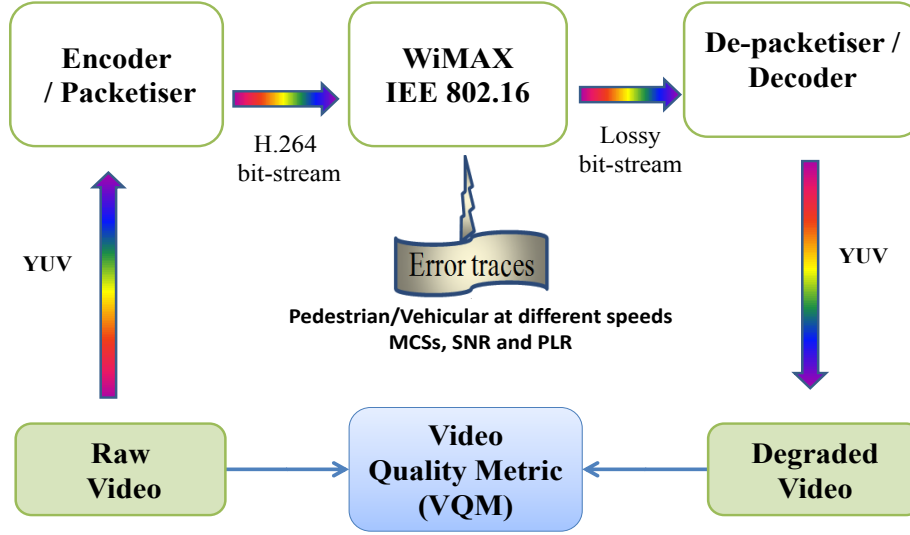 Encoder
/ Packetiser
WiMAX
IEE 802.16
De-packetiser /
Decoder
H.264
bit-stream
Lossy
bit-stream
YUV
Error traces
YUV
Pedestrian/Vehicular at different speeds
MCSs, SNR and PLR
Raw
Video
Video
Quality Metric
(VQM)
Degraded
Video